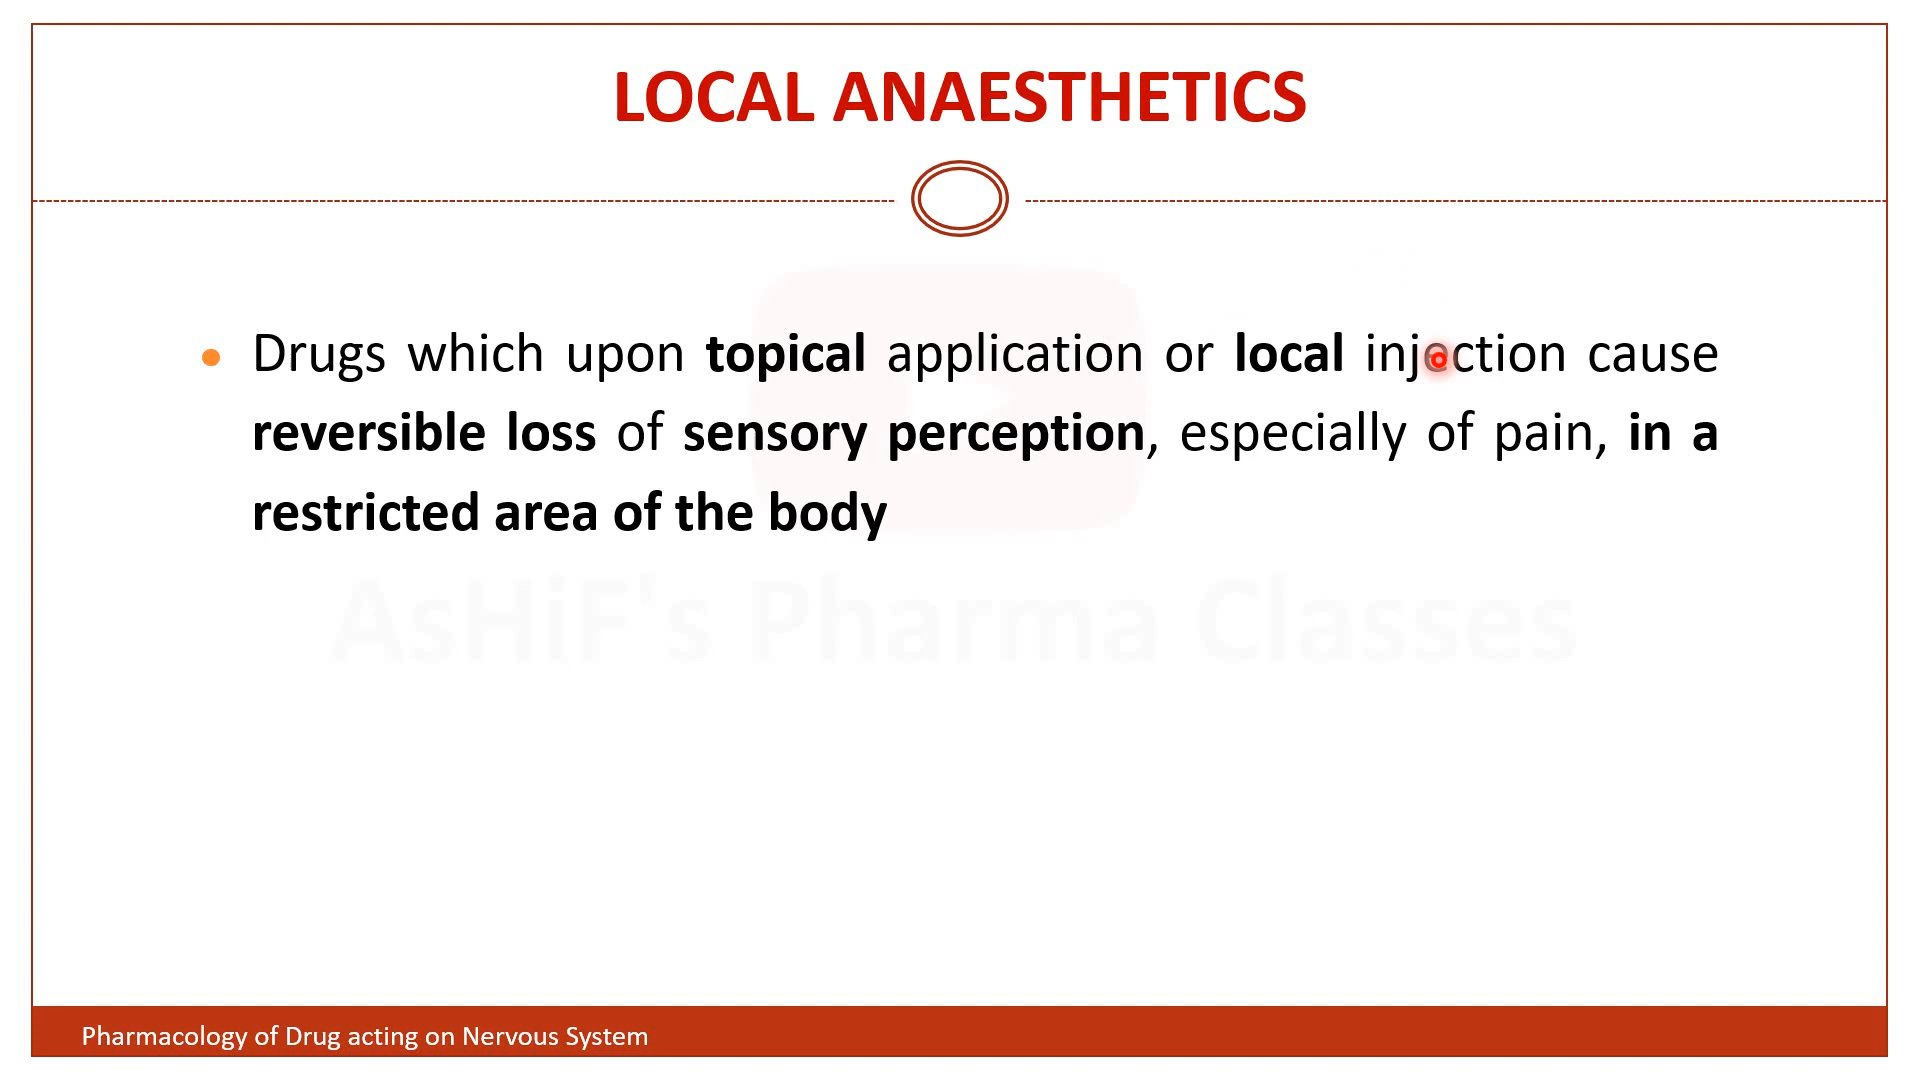 LOCAL ANAESTHETICS
Drugs which upon topical application or local injection cause
reversible loss of sensory perception, especially of pain, in a
restricted area of the body
AsHiF's Pharma Classes
Pharmacology of Drug acting on Nervous System